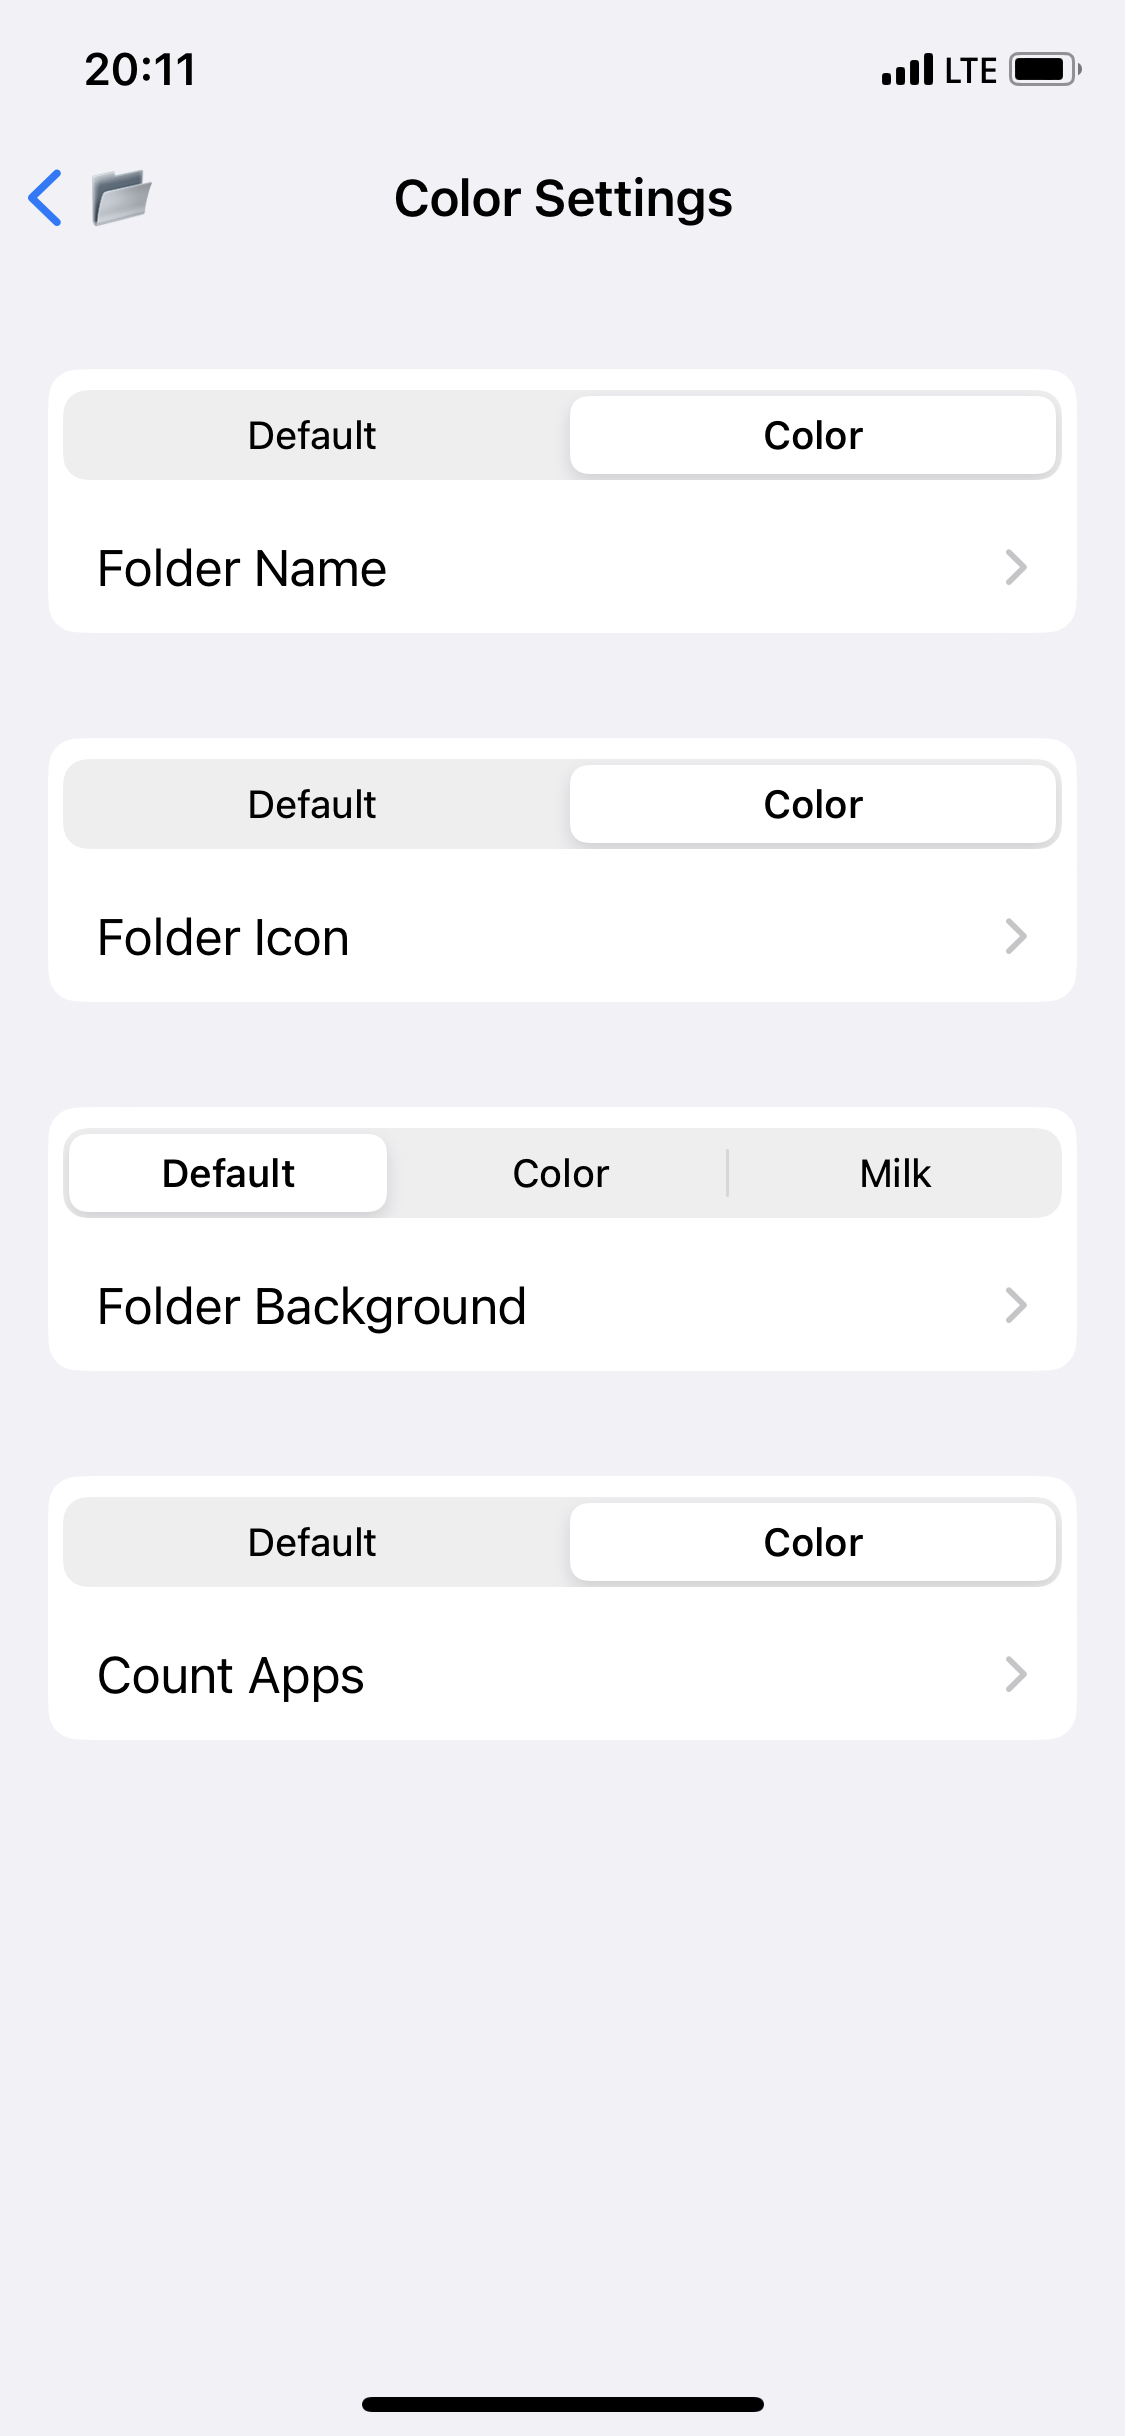 20:11 LTE
Color Settings
Default Color
Folder Name
Default Color
Folder Icon
Default Color Milk
Folder Background
Default Color
Count Apps